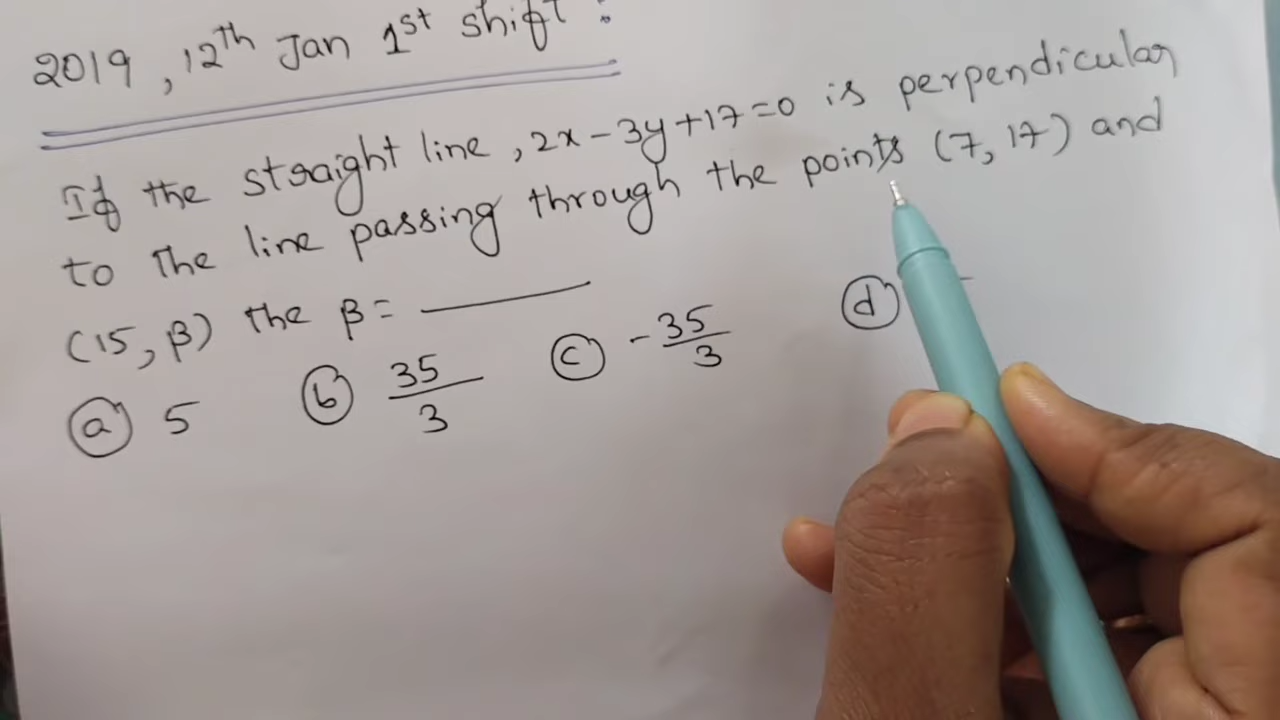 2019, 12th Jan 1st shift :
If the straight line, 2x - 3y + 17 = 0 is perpendicular
to the line passing through the points (7, 17) and
(15, β) the β = ______
(a) 5 (b) 35/3 (c) -35/3 (d)